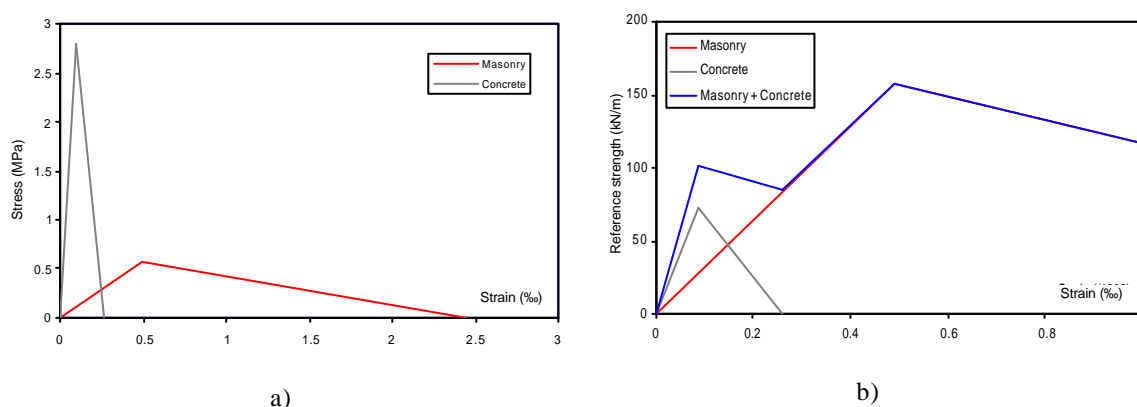 3
2.5
2
1.5
1
0.5
0
Stress (MPa)
Masonry
Concrete
Strain (‰)
0 0.5 1 1.5 2 2.5 3
a)
200
150
100
50
0
Reference strength (kN/m)
Masonry
Concrete
Masonry + Concrete
Strain (‰)
0 0.2 0.4 0.6 0.8
b)